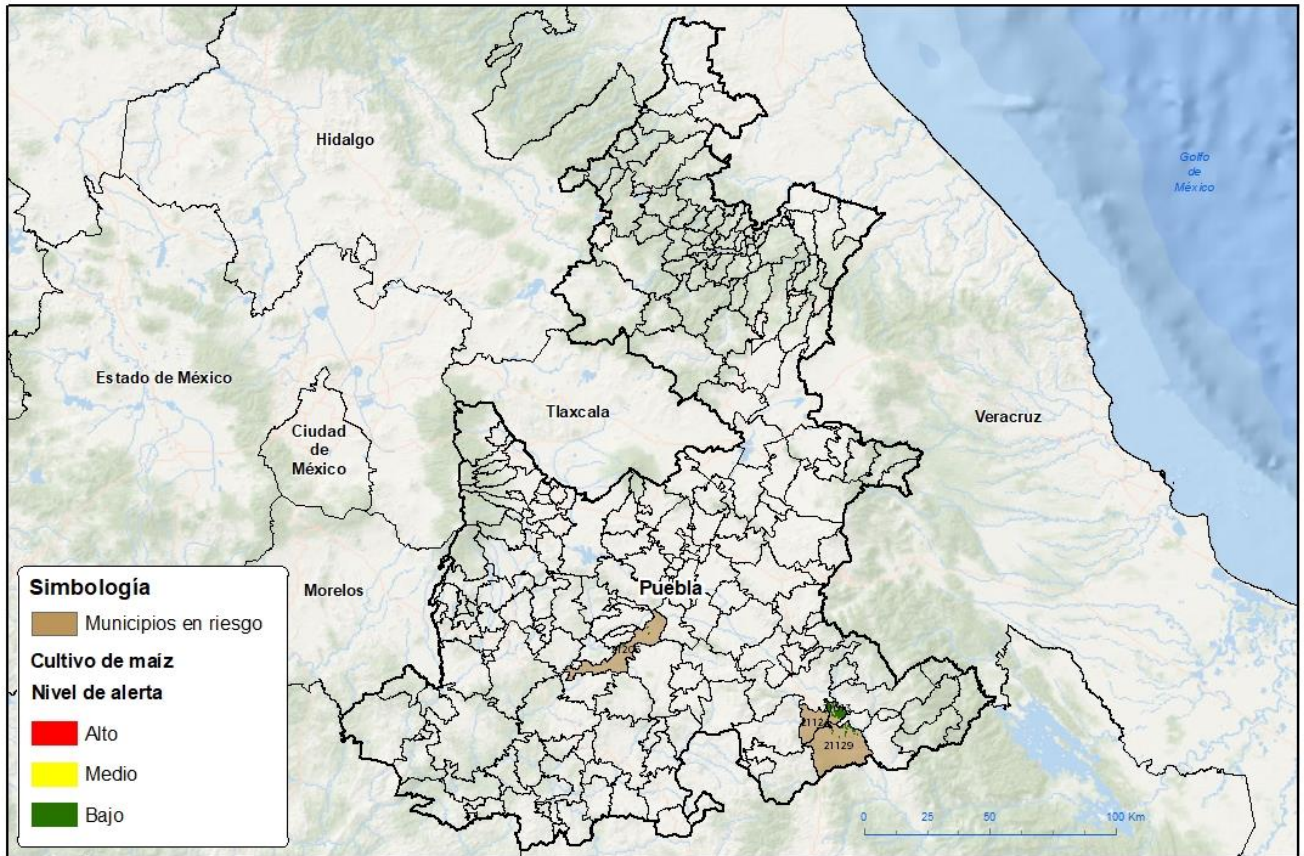 Hidalgo
Golfo
de
México
Estado de México
Tlaxcala
Veracruz
Ciudad
de
México
Puebla
Morelos
21129
Simbología
Municipios en riesgo
Cultivo de maíz
Nivel de alerta
Alto
Medio
Bajo
0 25 50 100 Km